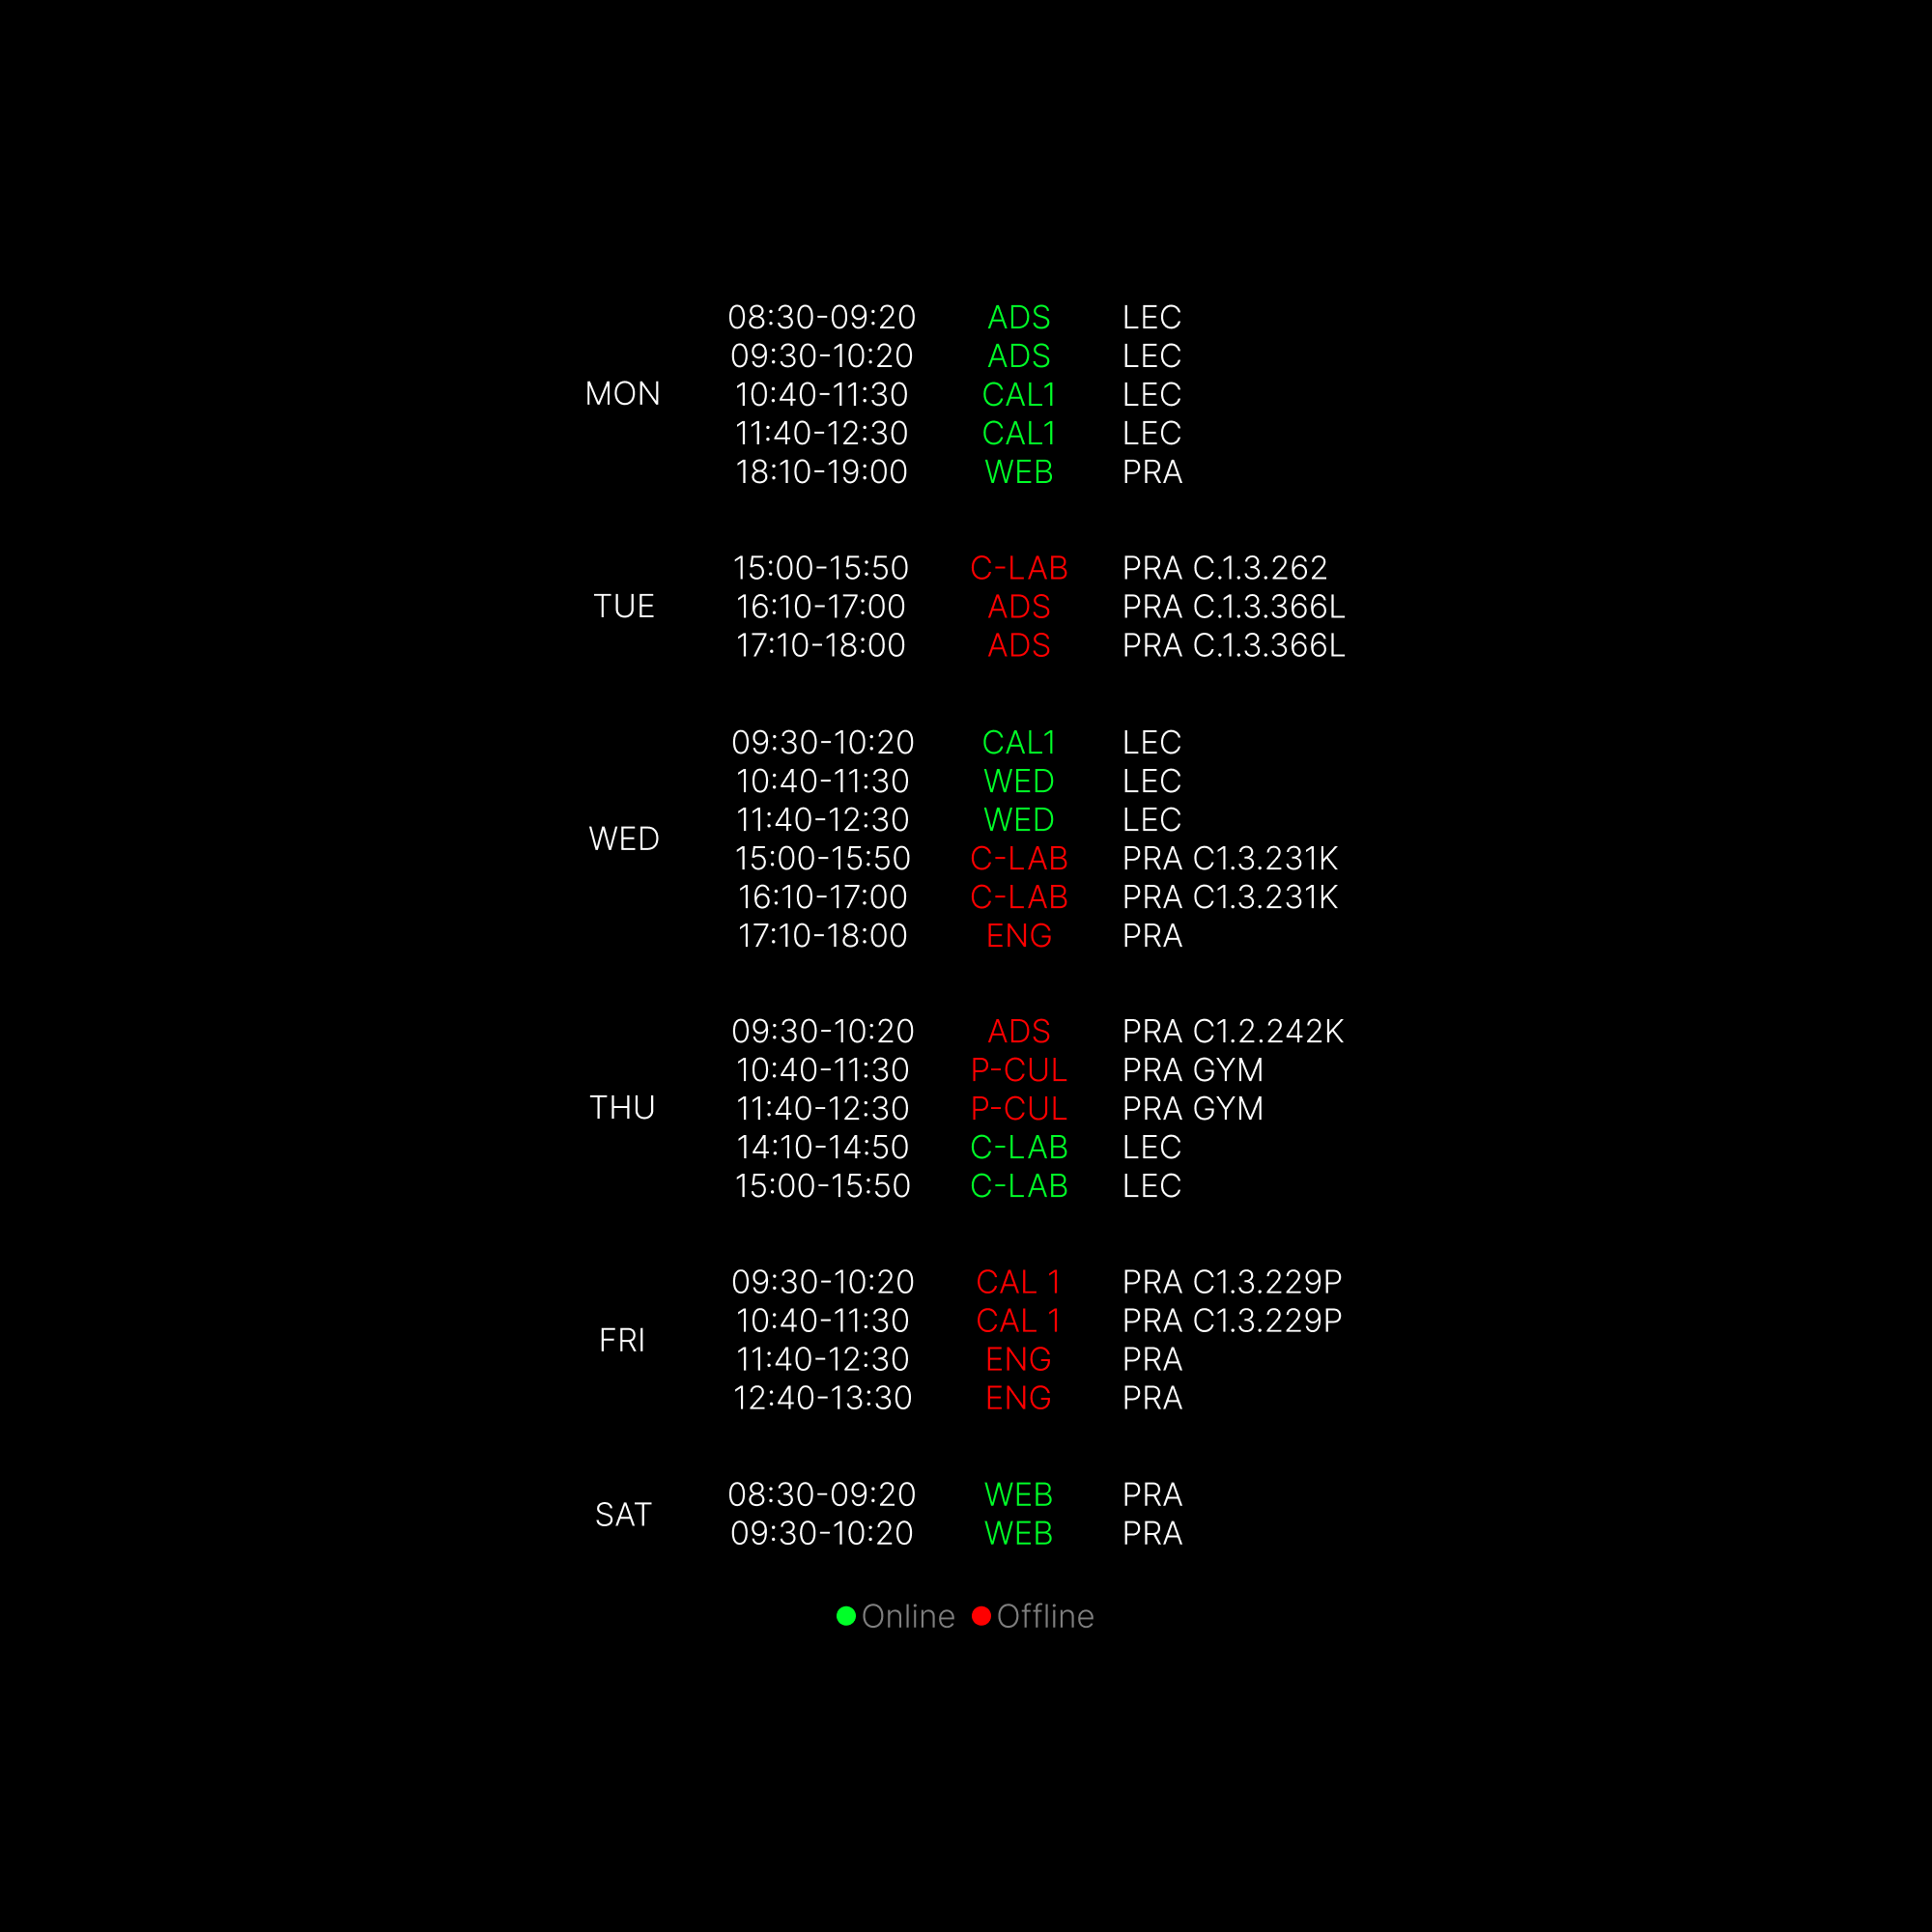 08:30-09:20 ADS LEC
09:30-10:20 ADS LEC
MON 10:40-11:30 CAL1 LEC
11:40-12:30 CAL1 LEC
18:10-19:00 WEB PRA
15:00-15:50 C-LAB PRA C.1.3.262
TUE 16:10-17:00 ADS PRA C.1.3.366L
17:10-18:00 ADS PRA C.1.3.366L
09:30-10:20 CAL1 LEC
10:40-11:30 WED LEC
11:40-12:30 WED LEC
WED 15:00-15:50 C-LAB PRA C1.3.231K
16:10-17:00 C-LAB PRA C1.3.231K
17:10-18:00 ENG PRA
09:30-10:20 ADS PRA C1.2.242K
10:40-11:30 P-CUL PRA GYM
THU 11:40-12:30 P-CUL PRA GYM
14:10-14:50 C-LAB LEC
15:00-15:50 C-LAB LEC
09:30-10:20 CAL 1 PRA C1.3.229P
10:40-11:30 CAL 1 PRA C1.3.229P
FRI 11:40-12:30 ENG PRA
12:40-13:30 ENG PRA
08:30-09:20 WEB PRA
SAT 09:30-10:20 WEB PRA
Online Offline